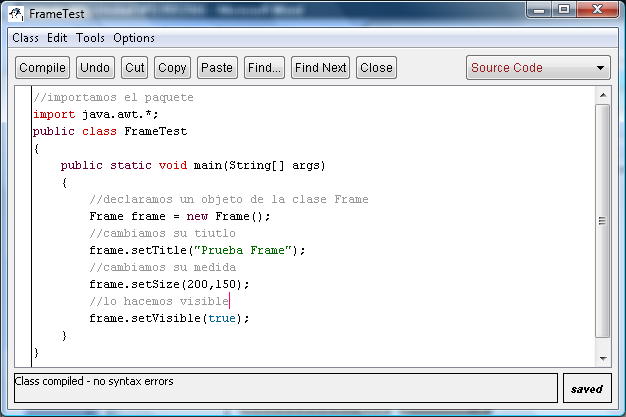 FrameTest
Class Edit Tools Options
Compile Undo Cut Copy Paste Find... Find Next Close Source Code
//importamos el paquete
import java.awt.*;
public class FrameTest
{
public static void main(String[] args)
{
//declaramos un objeto de la clase Frame
Frame frame = new Frame();
//cambiamos su tiutlo
frame.setTitle("Prueba Frame");
//cambiamos su medida
frame.setSize(200,150);
//lo hacemos visible
frame.setVisible(true);
}
}
Class compiled - no syntax errors
saved